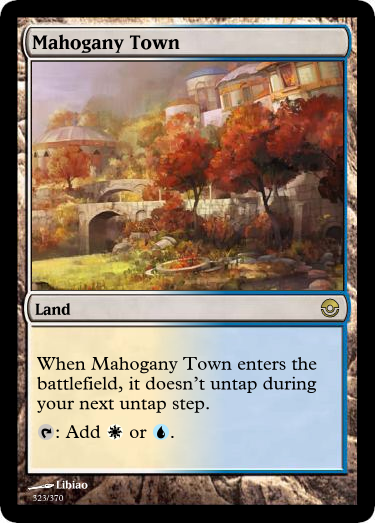 Mahogany Town
Land
When Mahogany Town enters the
battlefield, it doesn't untap during
your next untap step.
: Add or .
Libiao
323/370